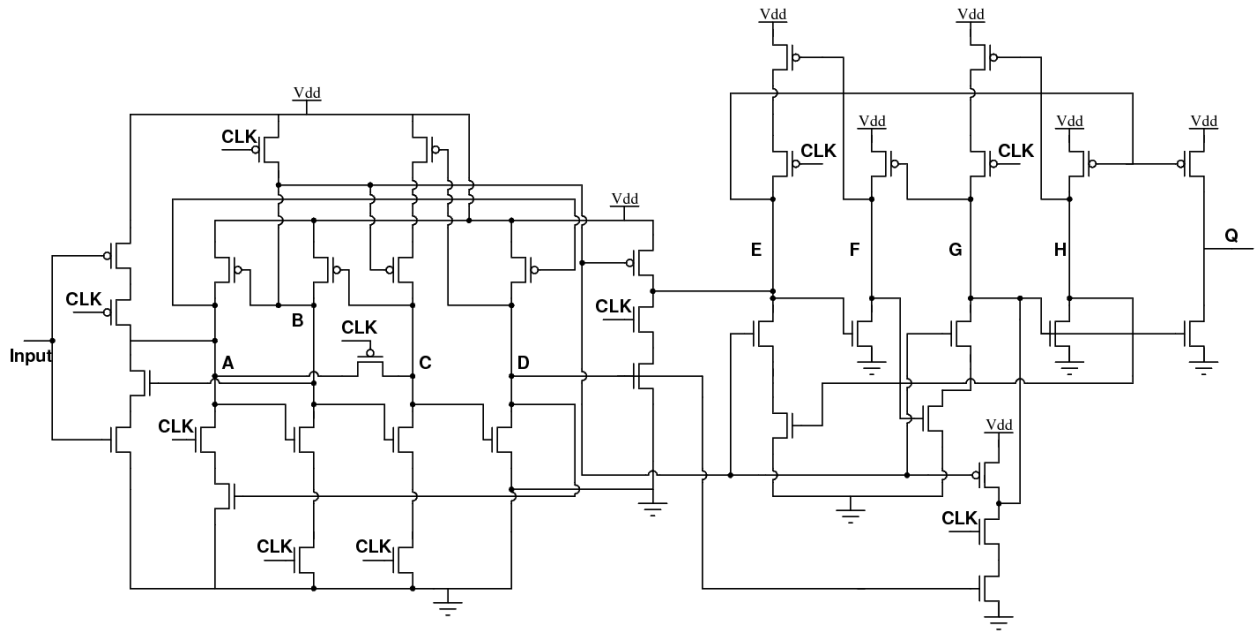 Vdd Vdd
Vdd
CLK Vdd Vdd Vdd
CLK CLK
Vdd
E F G H Q
CLK
B
CLK CLK
Input A C D
CLK Vdd
CLK
CLK CLK